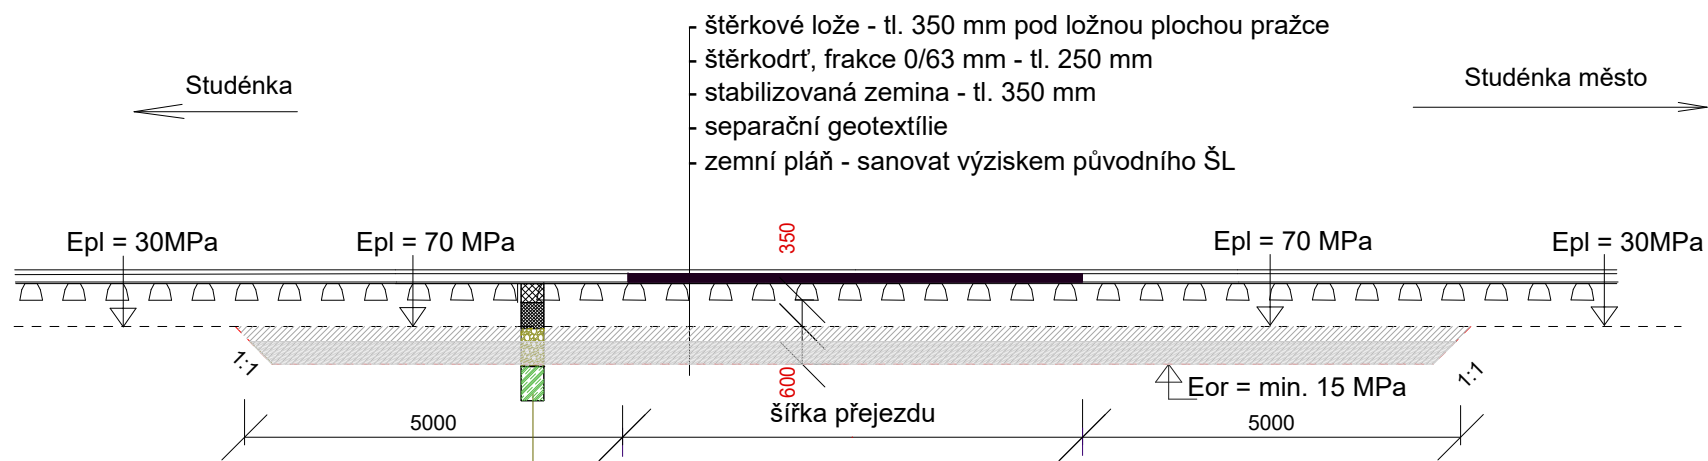 štěrkové lože - tl. 350 mm pod ložnou plochou pražce
štěrkodrť, frakce 0/63 mm - tl. 250 mm
stabilizovaná zemina - tl. 350 mm
separační geotextílie
zemní pláň - sanovat výziskem původního ŠL
Studénka
Studénka město
Epl = 30MPa
Epl = 70 MPa
350
Epl = 70 MPa
Epl = 30MPa
1:1
600
Eor = min. 15 MPa
1:1
5000
šířka přejezdu
5000